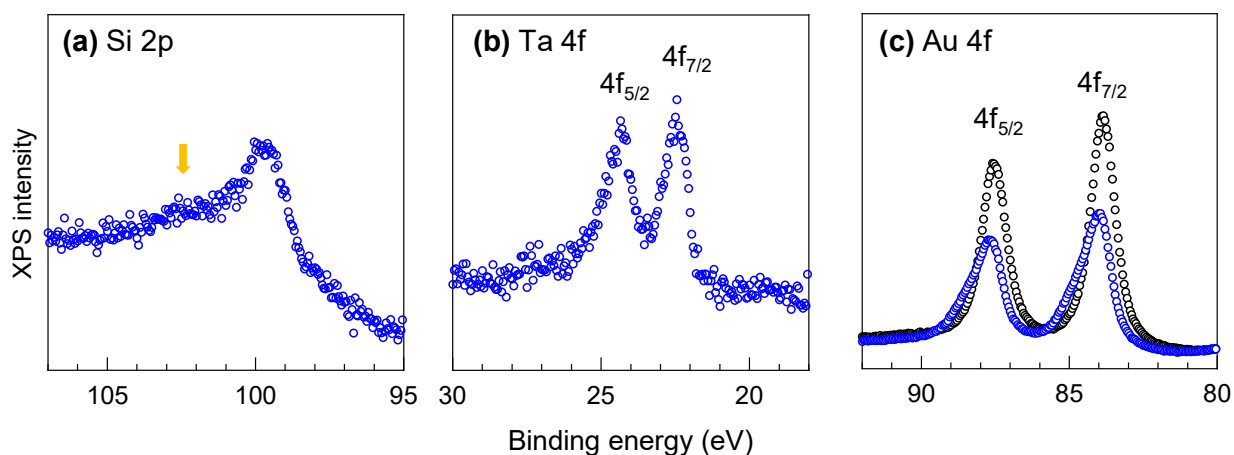 (a) Si 2p
(b) Ta 4f
(c) Au 4f
4f5/2
4f7/2
4f5/2
4f7/2
XPS intensity
105
100
95
30
25
20
90
85
80
Binding energy (eV)